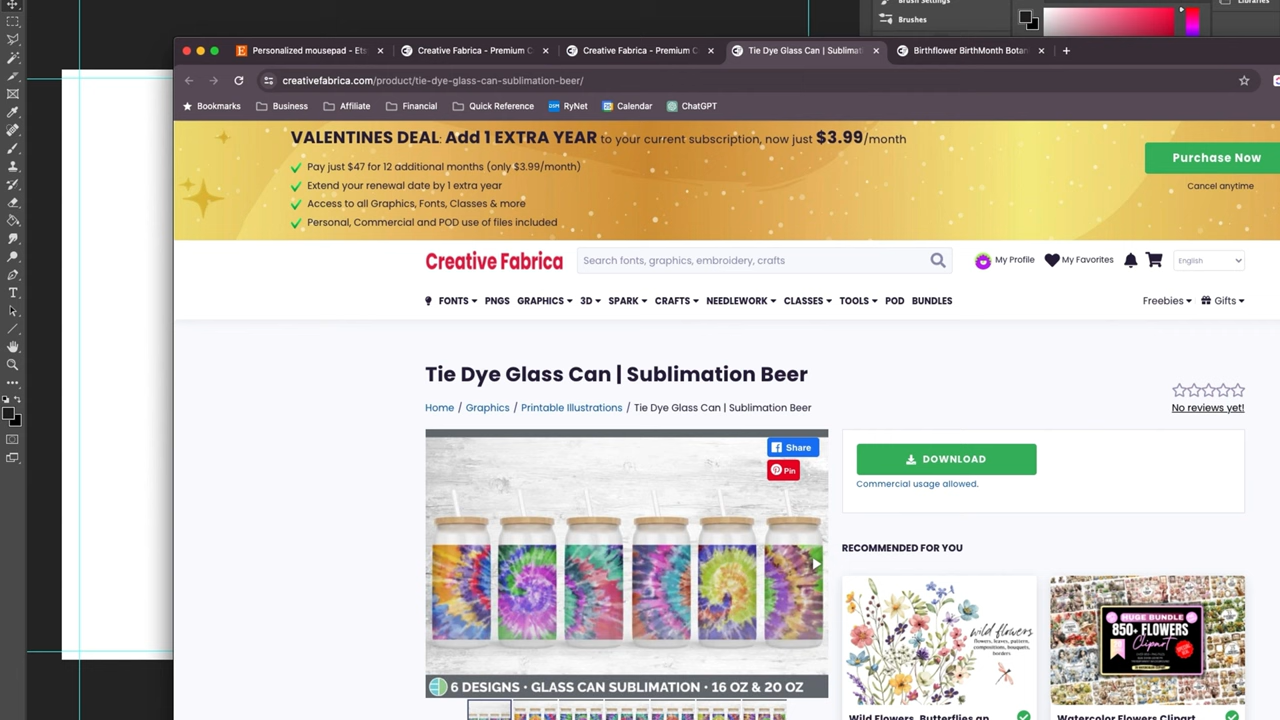 Brush Settings
Libraries
Brushes
Personalized mousepad - Ets
Creative Fabrica - Premium C
Creative Fabrica - Premium C
Tie Dye Glass Can | Sublimati
Birthflower BirthMonth Botan
creativefabrica.com/product/tie-dye-glass-can-sublimation-beer/
Bookmarks
Business
Affiliate
Financial
Quick Reference
RyNet
Calendar
ChatGPT
VALENTINES DEAL: Add 1 EXTRA YEAR to your current subscription, now just $3.99/month
Pay just $47 for 12 additional months (only $3.99/month)
Extend your renewal date by 1 extra year
Access to all Graphics, Fonts, Classes & more
Personal, Commercial and POD use of files included
Purchase Now
Cancel anytime
Creative Fabrica
Search fonts, graphics, embroidery, crafts
My Profile
My Favorites
English
FONTS
PNGS
GRAPHICS
3D
SPARK
CRAFTS
NEEDLEWORK
CLASSES
TOOLS
POD
BUNDLES
Freebies
Gifts
Tie Dye Glass Can | Sublimation Beer
Home / Graphics / Printable Illustrations / Tie Dye Glass Can | Sublimation Beer
No reviews yet!
Share
Pin
6 DESIGNS • GLASS CAN SUBLIMATION • 16 OZ & 20 OZ
DOWNLOAD
Commercial usage allowed.
RECOMMENDED FOR YOU
wild flowers
flowers, leaves, pattern,
compositions, bouquets,
borders
HUGE BUNDLE
850+ FLOWERS
Clipart
Wild Flowers, Butterflies an
Watercolor Flowers Clipart